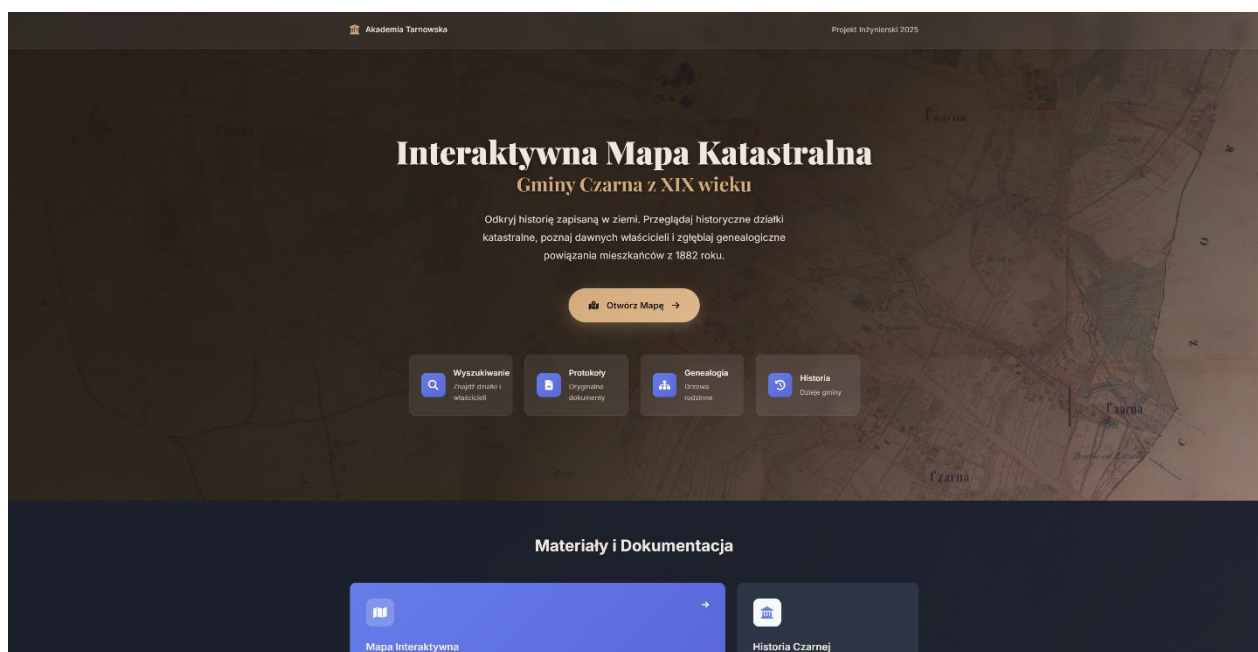 Akademia Tarnowska
Projekt Inżynierski 2025
Interaktywna Mapa Katastralna
Gminy Czarna z XIX wieku
Odkryj historię zapisaną w ziemi. Przeglądaj historyczne działki
katastralne, poznaj dawnych właścicieli i zgłębiaj genealogiczne
powiązania mieszkańców z 1882 roku.
Otwórz Mapę →
Wyszukiwanie
Znajdź działki i
właścicieli
Protokoły
Oryginalne
dokumenty
Genealogia
Drzewa
rodzinne
Historia
Dzieje gminy
Czarna
Czarna
Czarna
Czarna
Materiały i Dokumentacja
Mapa Interaktywna
Historia Czarnej